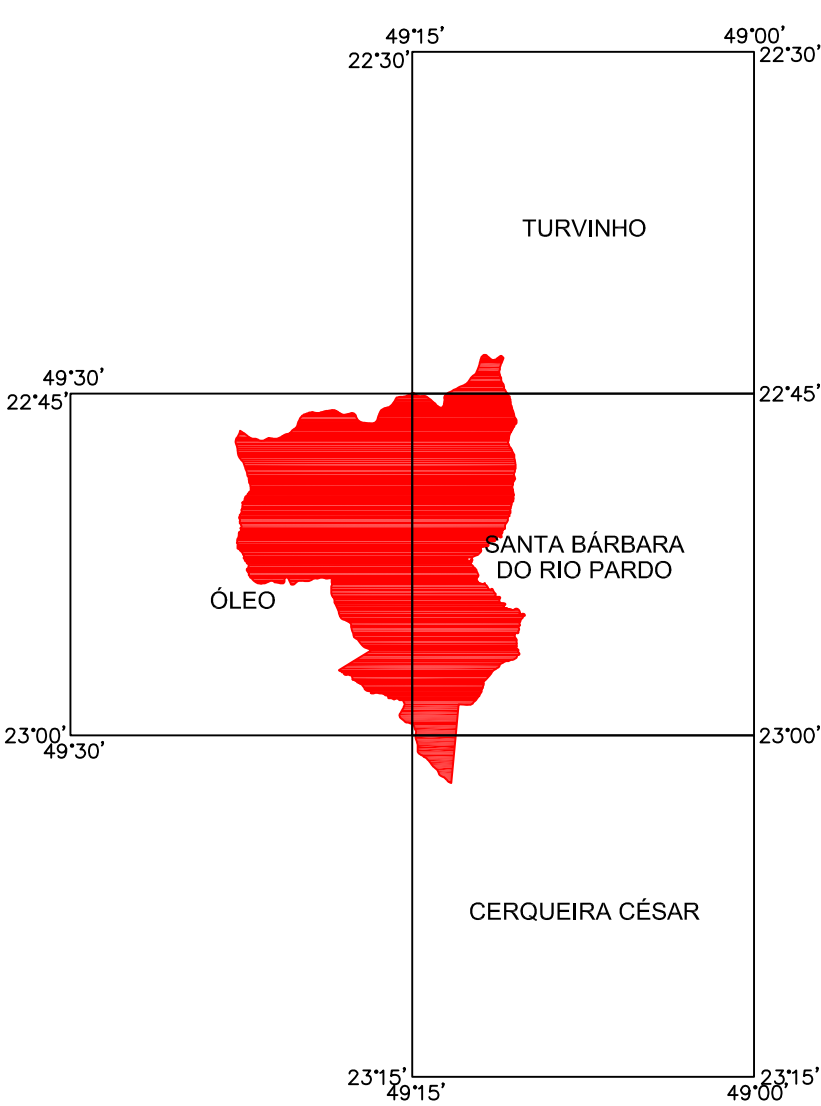 49°15'
49°00'
22°30'
22°30'
TURVINHO
49°30'
22°45'
22°45'
SANTA BÁRBARA
DO RIO PARDO
ÓLEO
23°00'
49°30'
23°00'
CERQUEIRA CÉSAR
23°15'
49°15'
23°15'
49°00'